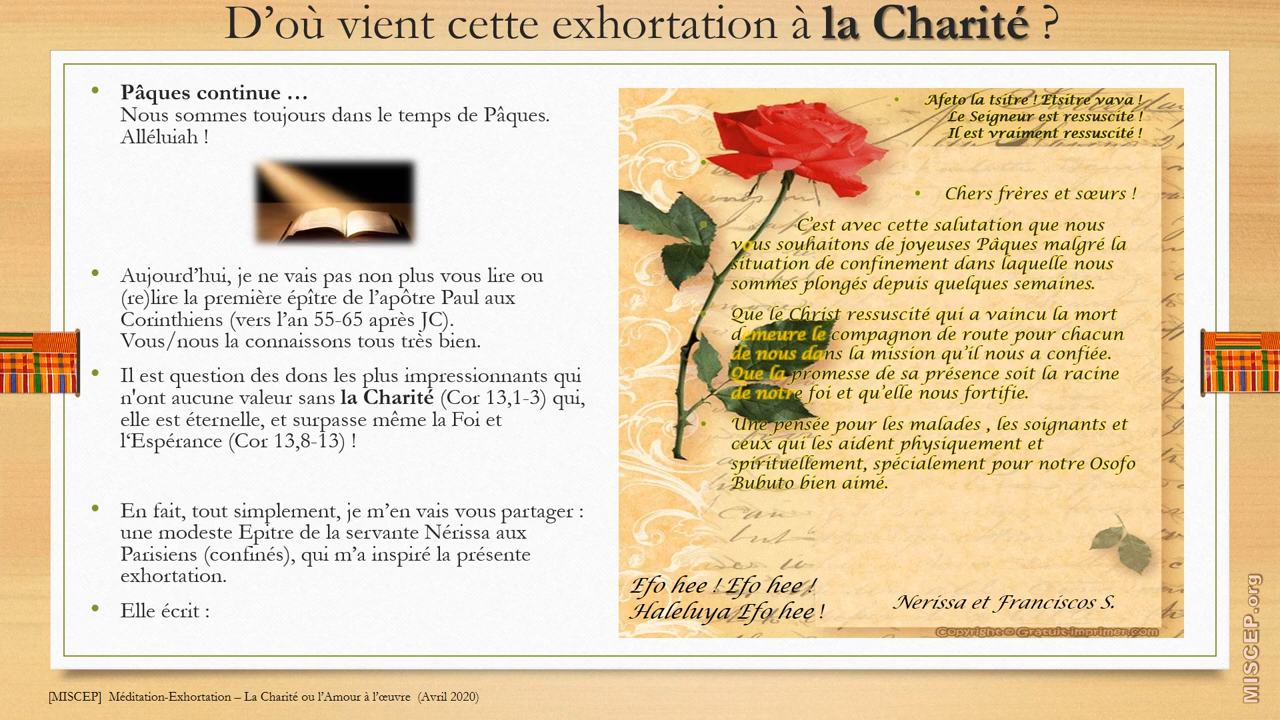 D’où vient cette exhortation à la Charité ?
• Pâques continue …
Nous sommes toujours dans le temps de Pâques.
Alléluiah !
• Aujourd’hui, je ne vais pas non plus vous lire ou
(re)lire la première épître de l’apôtre Paul aux
Corinthiens (vers l’an 55-65 après JC).
Vous/nous la connaissons tous très bien.
• Il est question des dons les plus impressionnants qui
n'ont aucune valeur sans la Charité (Cor 13,1-3) qui,
elle est éternelle, et surpasse même la Foi et
l‘Espérance (Cor 13,8-13) !
• En fait, tout simplement, je m’en vais vous partager :
une modeste Epitre de la servante Nérissa aux
Parisiens (confinés), qui m’a inspiré la présente
exhortation.
• Elle écrit :
• Afeto la tsitre ! Etsitre vava !
Le Seigneur est ressuscité !
Il est vraiment ressuscité !
• Chers frères et sœurs !
• C’est avec cette salutation que nous
vous souhaitons de joyeuses Pâques malgré la
situation de confinement dans laquelle nous
sommes plongés depuis quelques semaines.
• Que le Christ ressuscité qui a vaincu la mort
demeure le compagnon de route pour chacun
de nous dans la mission qu’il nous a confiée.
Que la promesse de sa présence soit la racine
de notre foi et qu’elle nous fortifie.
• Une pensée pour les malades , les soignants et
ceux qui les aident physiquement et
spirituellement, spécialement pour notre Osofo
Bubuto bien aimé.
Efo hee ! Efo hee !
Haleluya Efo hee !
Nerissa et Franciscos S.
Copyright © Gratuit-imprimer.com
MISCEP.org
[MISCEP] Méditation-Exhortation – La Charité ou l’Amour à l’œuvre (Avril 2020)